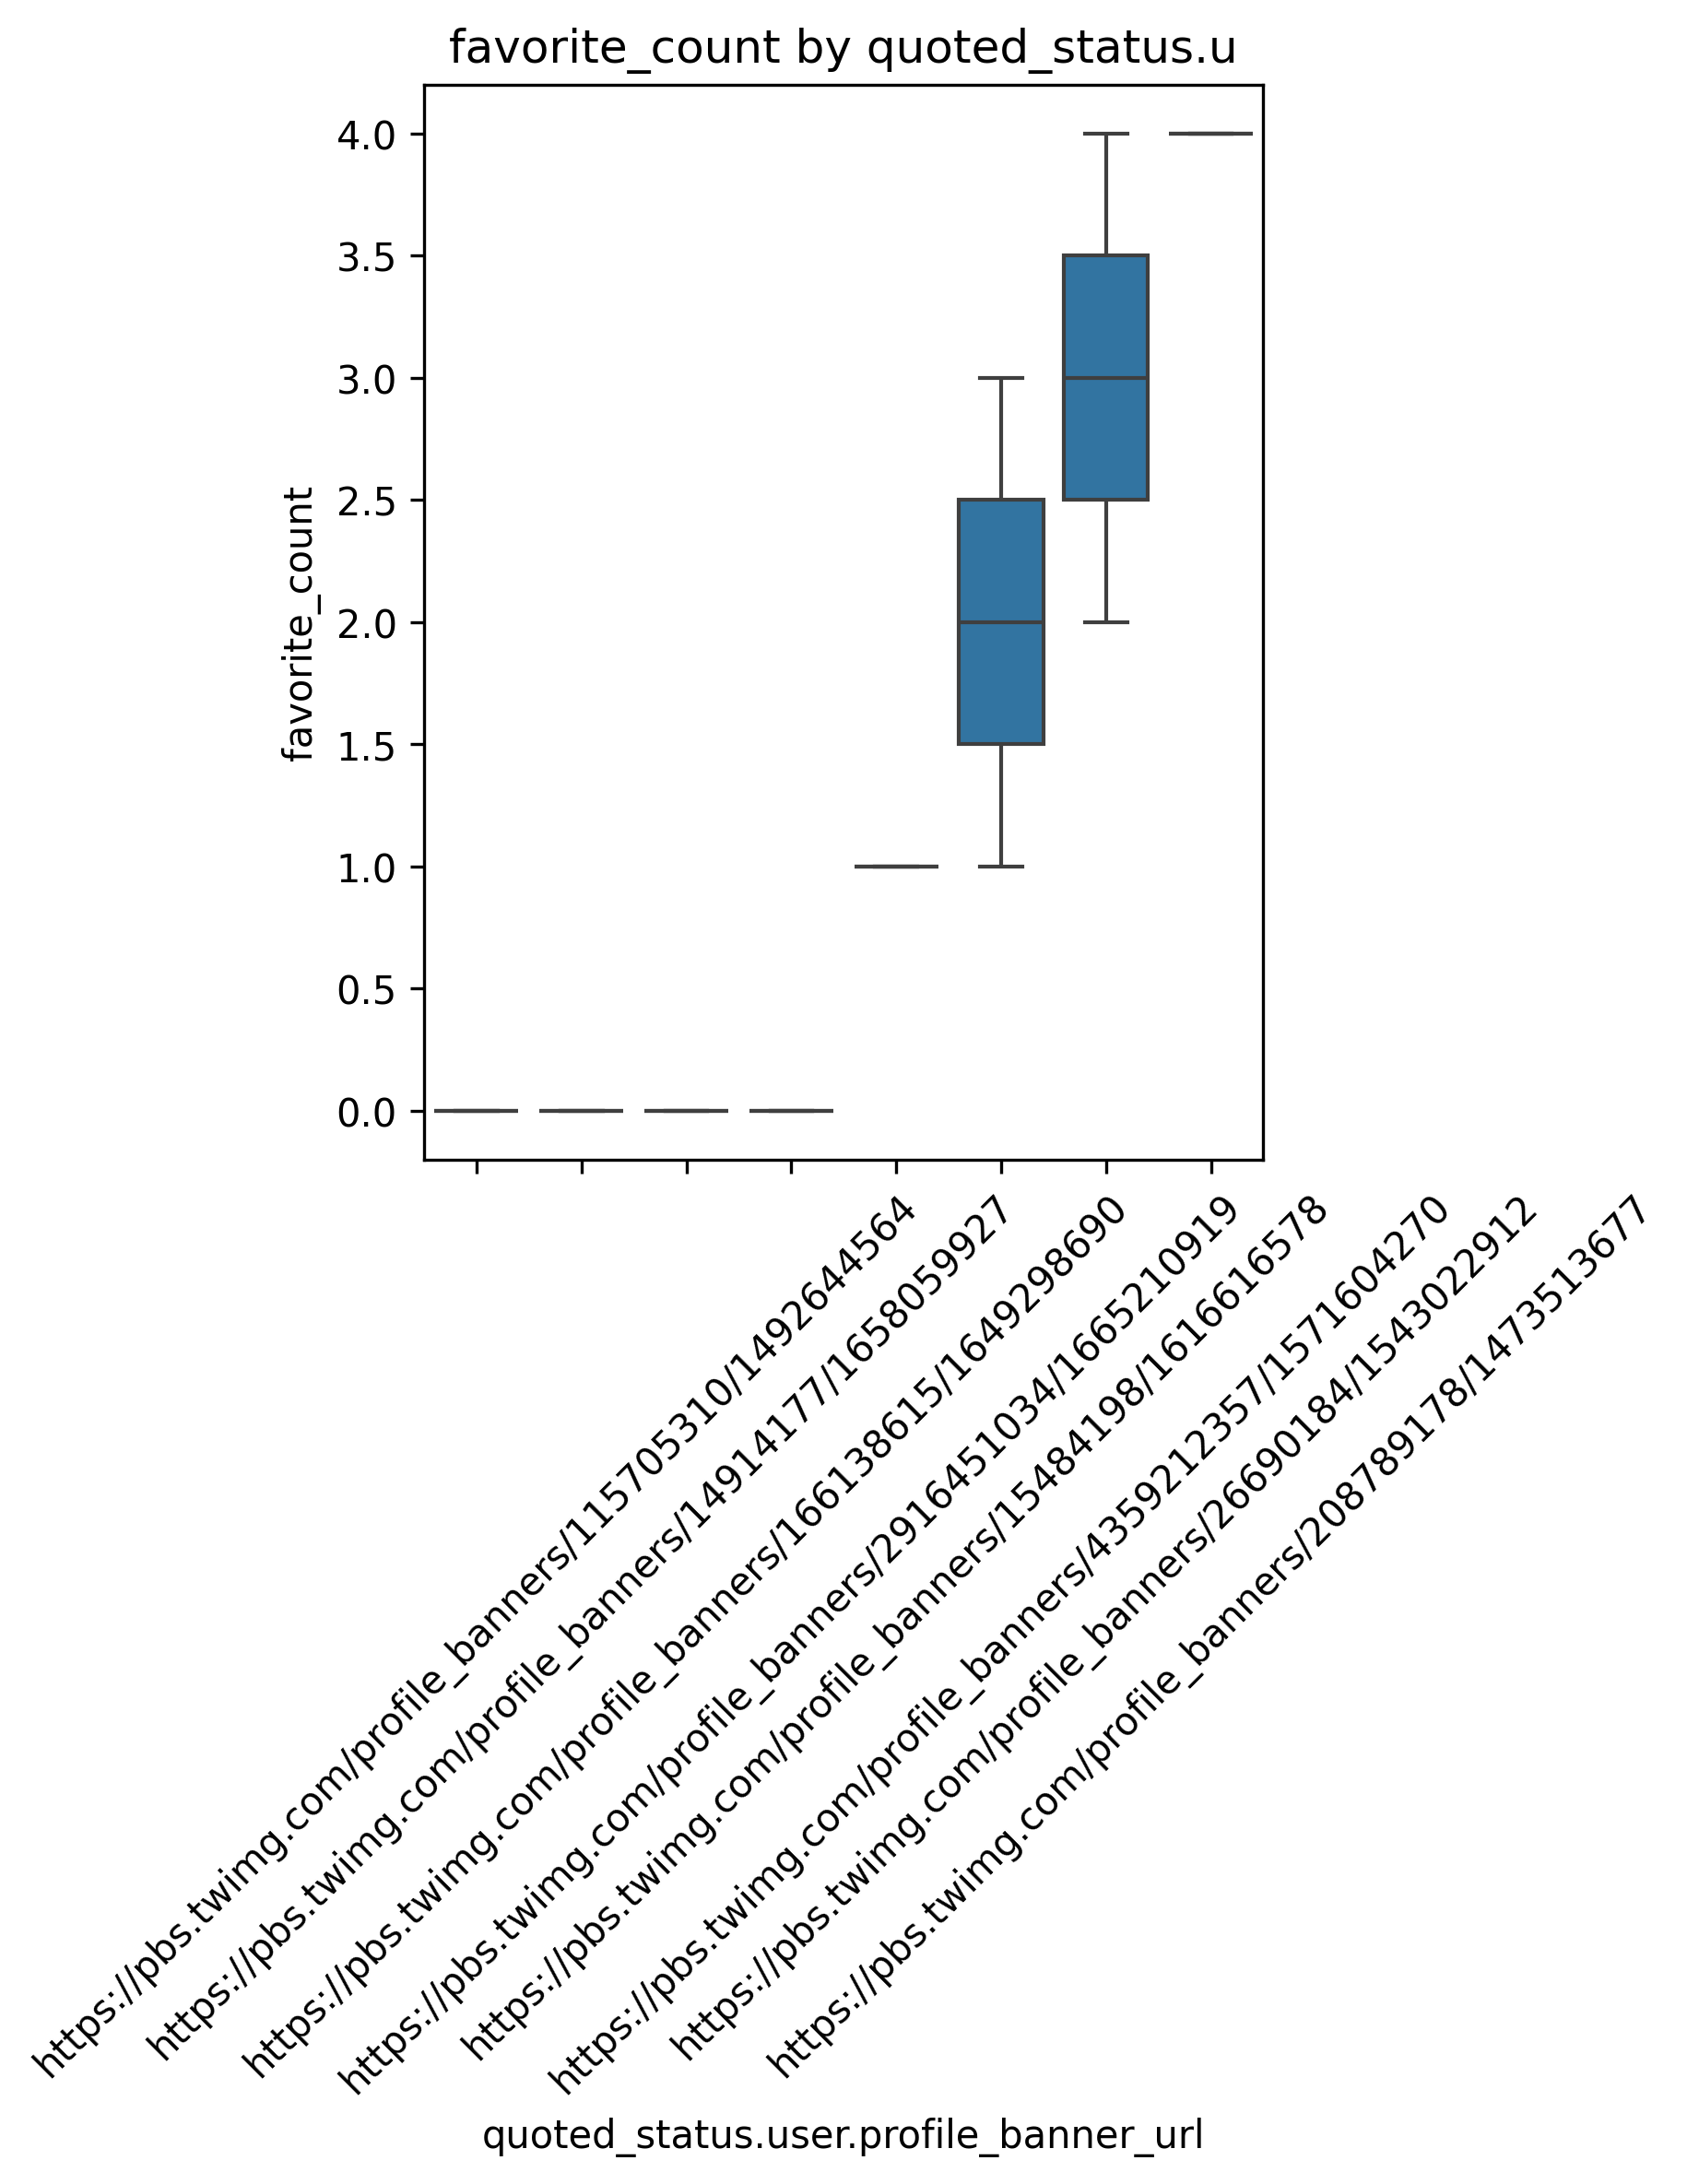 favorite_count by quoted_status.u
4.0
3.5
3.0
2.5
2.0
1.5
1.0
0.5
0.0
favorite_count
https://pbs.twimg.com/profile_banners/115705310/1492644564
https://pbs.twimg.com/profile_banners/14914177/1658059927
https://pbs.twimg.com/profile_banners/166138615/1649298690
https://pbs.twimg.com/profile_banners/2916451034/1665210919
https://pbs.twimg.com/profile_banners/15484198/1616616578
https://pbs.twimg.com/profile_banners/4359212357/1571604270
https://pbs.twimg.com/profile_banners/26690184/1543022912
https://pbs.twimg.com/profile_banners/208789178/1473513677
quoted_status.user.profile_banner_url